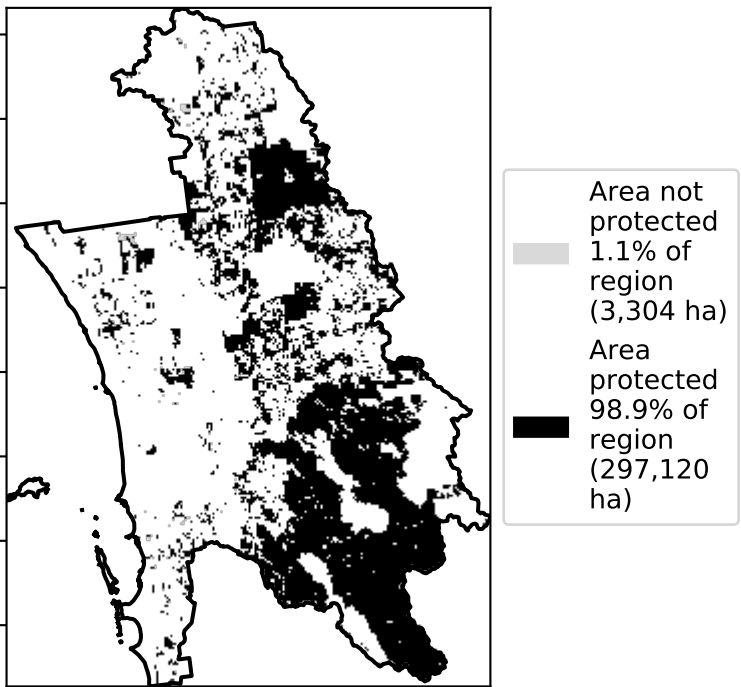 Area not
protected
1.1% of
region
(3,304 ha)
Area
protected
98.9% of
region
(297,120
ha)